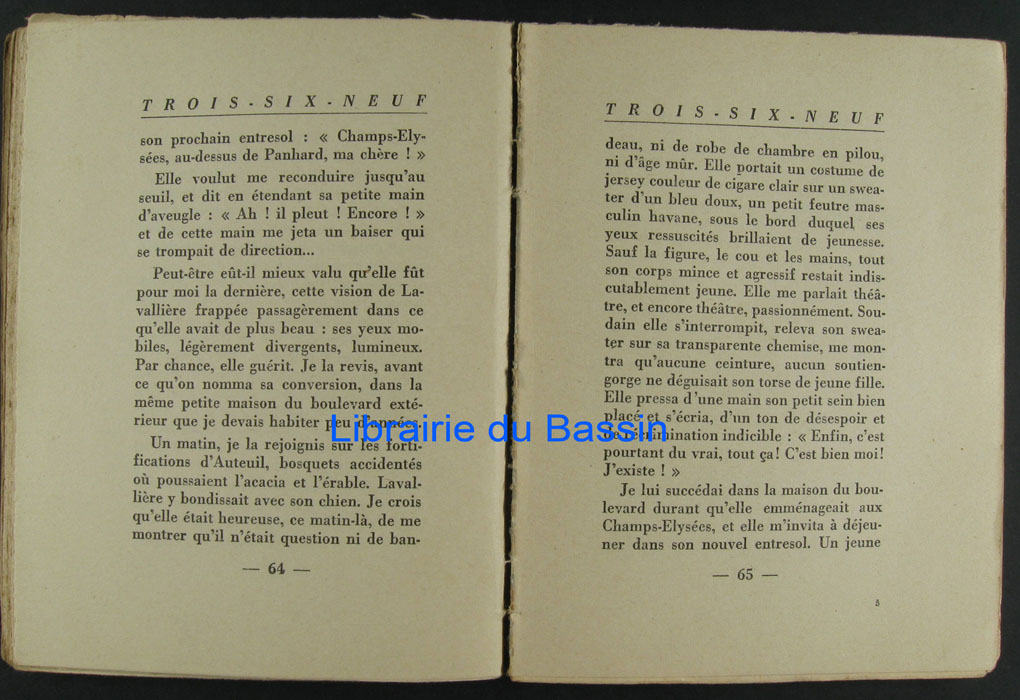 TROIS-SIX-NEUF
son prochain entresol : « Champs-Ely-
sées, au-dessus de Panhard, ma chère ! »
Elle voulut me reconduire jusqu'au
seuil, et dit en étendant sa petite main
d'aveugle : « Ah ! il pleut ! Encore ! »
et de cette main me jeta un baiser qui
se trompait de direction...
Peut-être eût-il mieux valu qu'elle fût
pour moi la dernière, cette vision de La-
vallière frappée passagèrement dans ce
qu'elle avait de plus beau : ses yeux mo-
biles, légèrement divergents, lumineux.
Par chance, elle guérit. Je la revis, avant
ce qu'on nomma sa conversion, dans la
même petite maison du boulevard exté-
rieur que je devais habiter peu d'années.
Un matin, je la rejoignis sur les forti-
fications d'Auteuil, bosquets accidentés
où poussaient l'acacia et l'érable. Laval-
lière y bondissait avec son chien. Je crois
qu'elle était heureuse, ce matin-là, de me
montrer qu'il n'était question ni de ban-
— 64 —
TROIS-SIX-NEUF
deau, ni de robe de chambre en pilou,
ni d'âge mûr. Elle portait un costume de
jersey couleur de cigare clair sur un swea-
ter d'un bleu doux, un petit feutre mas-
culin havane, sous le bord duquel ses
yeux ressuscités brillaient de jeunesse.
Sauf la figure, le cou et les mains, tout
son corps mince et agressif restait indis-
cutablement jeune. Elle me parlait théâ-
tre, et encore théâtre, passionnément. Sou-
dain elle s'interrompit, releva son swea-
ter sur sa transparente chemise, me mon-
tra qu'aucune ceinture, aucun soutien-
gorge ne déguisait son torse de jeune fille.
Elle pressa d'une main son petit sein bien
placé et s'écria, d'un ton de désespoir et
de récrimination indicible : « Enfin, c'est
pourtant du vrai, tout ça! C'est bien moi!
J'existe ! »
Je lui succédai dans la maison du bou-
levard durant qu'elle emménageait aux
Champs-Elysées, et elle m'invita à déjeu-
ner dans son nouvel entresol. Un jeune
— 65 —
5
Librairie du Bassin